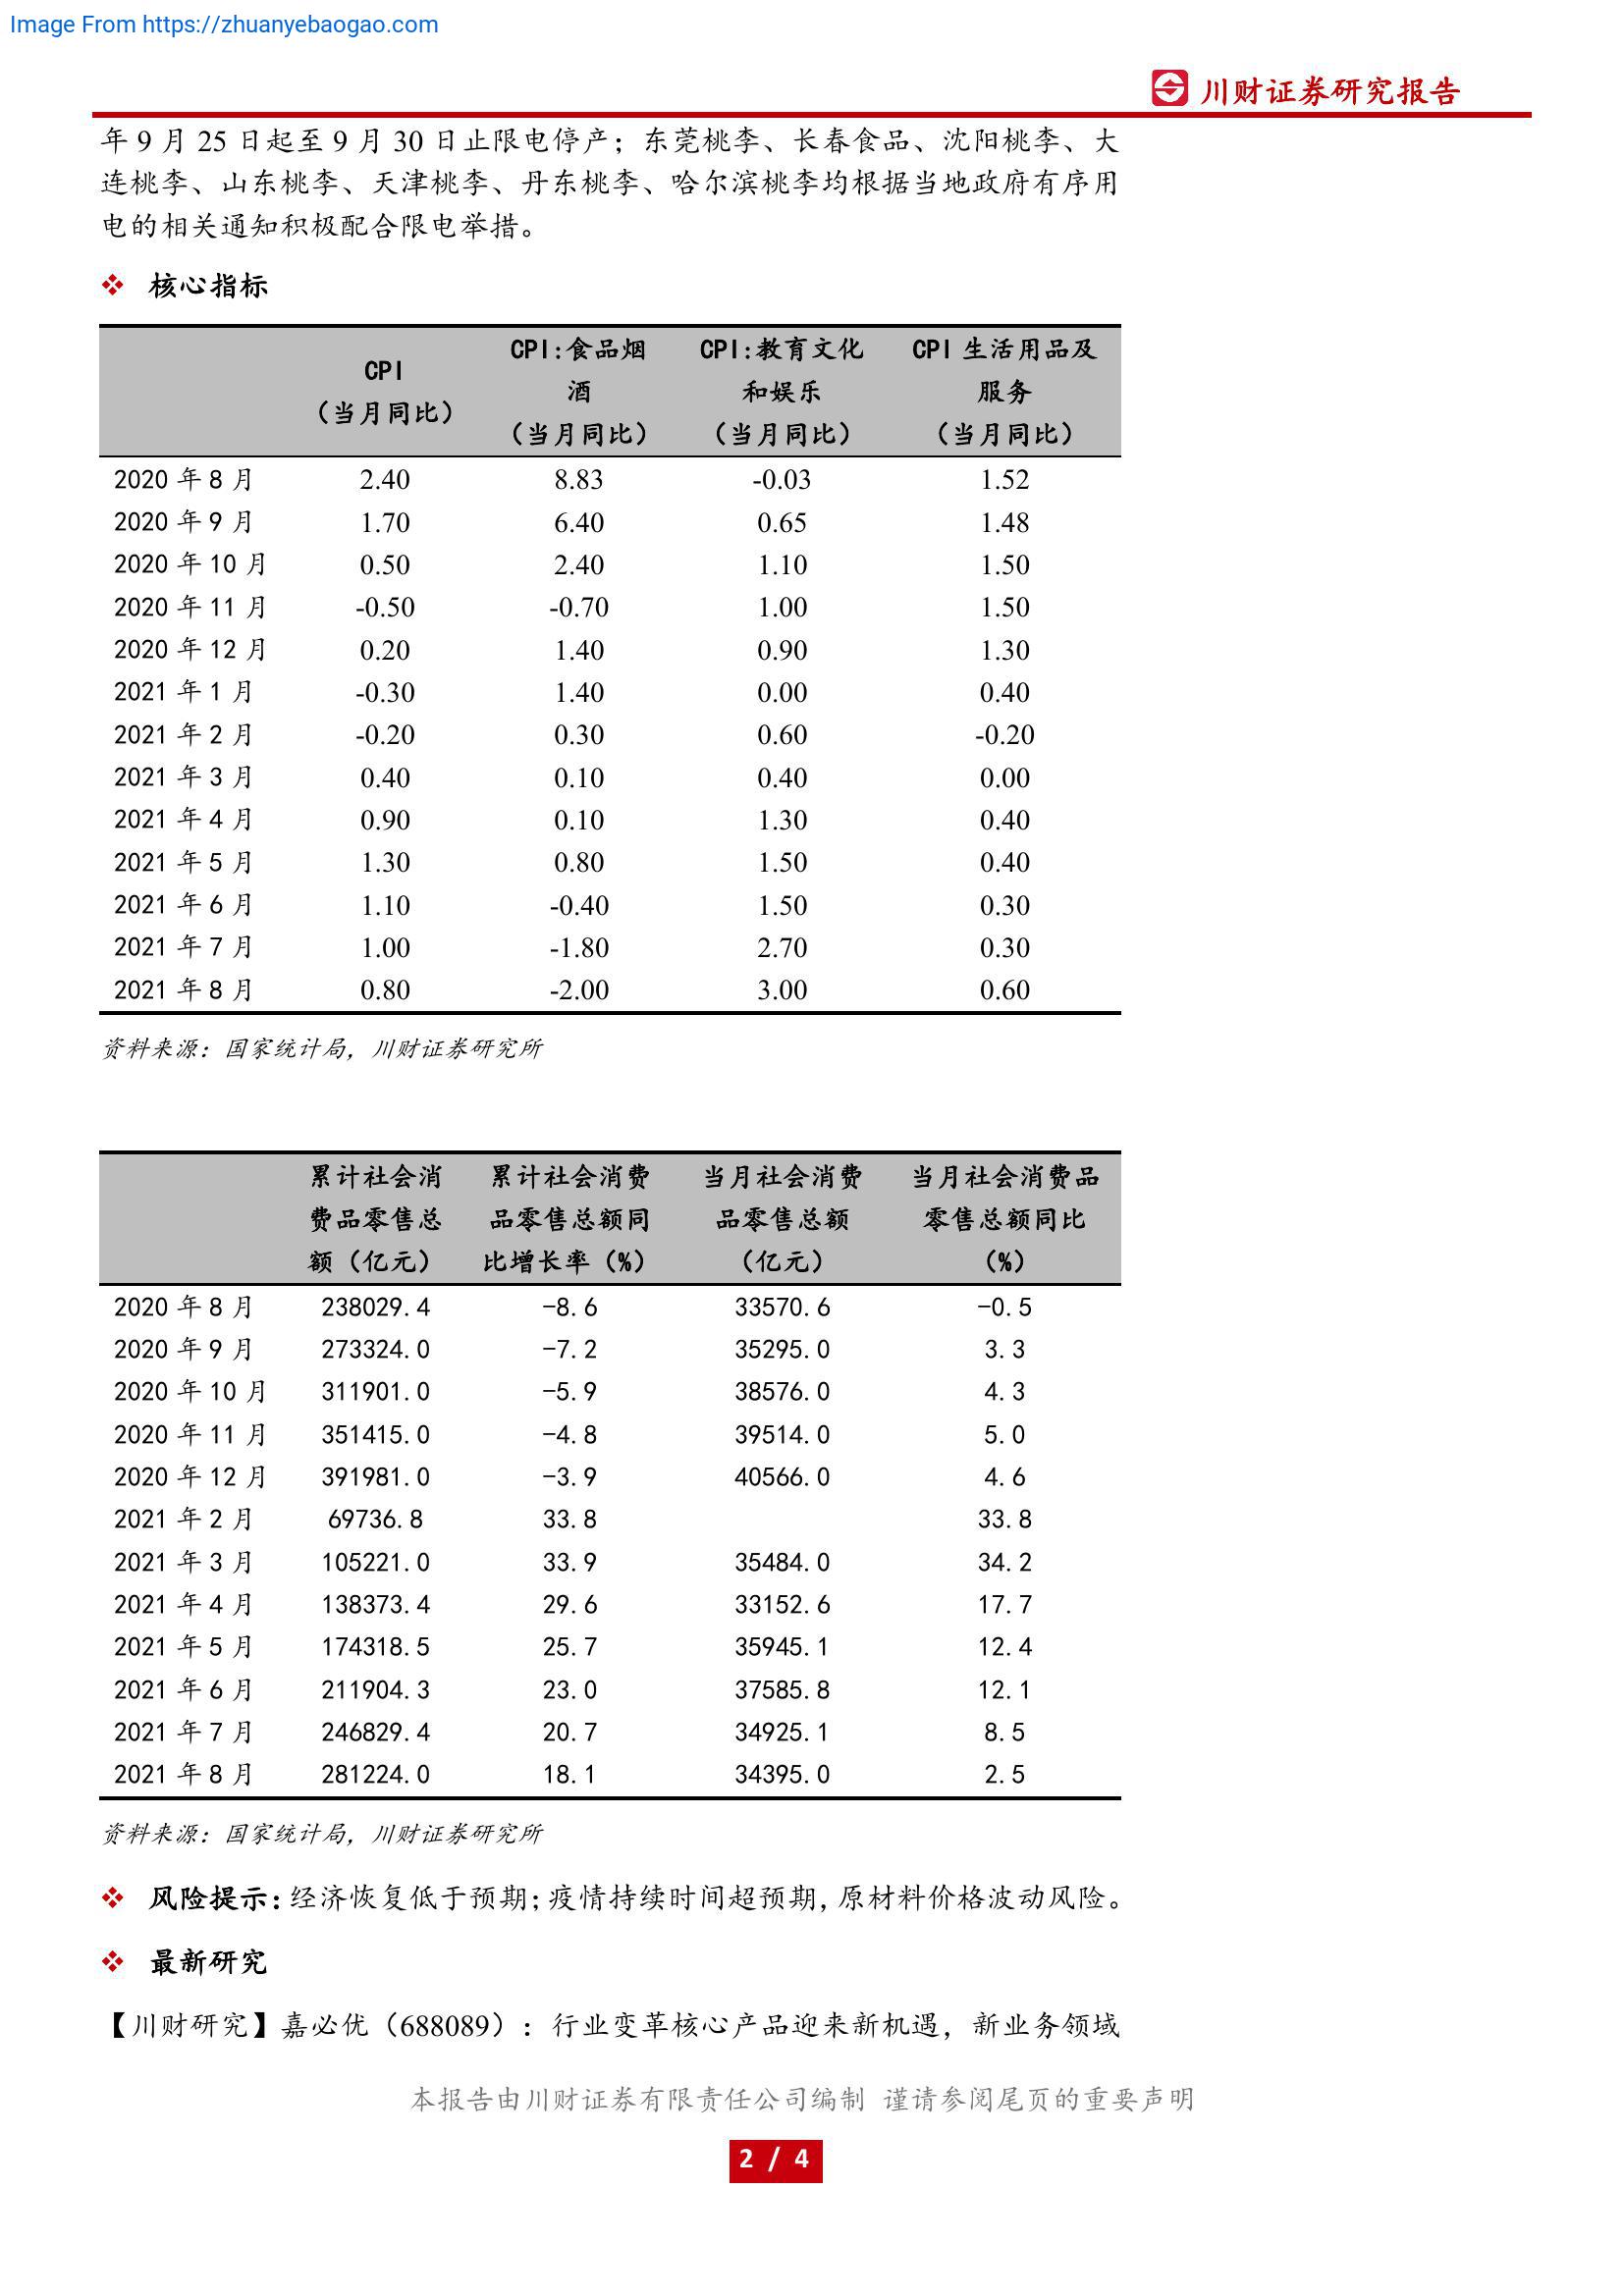 Image From https://zhuanyebaogao.com
川财证券研究报告
年 9 月 25 日起至 9 月 30 日止限电停产；东莞桃李、长春食品、沈阳桃李、大
连桃李、山东桃李、天津桃李、丹东桃李、哈尔滨桃李均根据当地政府有序用
电的相关通知积极配合限电举措。
❖ 核心指标
CPI（当月同比） CPI:食品烟酒（当月同比） CPI:教育文化和娱乐（当月同比） CPI 生活用品及服务（当月同比）
2020 年 8 月 2.40 8.83 -0.03 1.52
2020 年 9 月 1.70 6.40 0.65 1.48
2020 年 10 月 0.50 2.40 1.10 1.50
2020 年 11 月 -0.50 -0.70 1.00 1.50
2020 年 12 月 0.20 1.40 0.90 1.30
2021 年 1 月 -0.30 1.40 0.00 0.40
2021 年 2 月 -0.20 0.30 0.60 -0.20
2021 年 3 月 0.40 0.10 0.40 0.00
2021 年 4 月 0.90 0.10 1.30 0.40
2021 年 5 月 1.30 0.80 1.50 0.40
2021 年 6 月 1.10 -0.40 1.50 0.30
2021 年 7 月 1.00 -1.80 2.70 0.30
2021 年 8 月 0.80 -2.00 3.00 0.60
资料来源：国家统计局，川财证券研究所
累计社会消费品零售总额（亿元） 累计社会消费品零售总额同比增长率（%） 当月社会消费品零售总额（亿元） 当月社会消费品零售总额同比（%）
2020 年 8 月 238029.4 -8.6 33570.6 -0.5
2020 年 9 月 273324.0 -7.2 35295.0 3.3
2020 年 10 月 311901.0 -5.9 38576.0 4.3
2020 年 11 月 351415.0 -4.8 39514.0 5.0
2020 年 12 月 391981.0 -3.9 40566.0 4.6
2021 年 2 月 69736.8 33.8 33.8
2021 年 3 月 105221.0 33.9 35484.0 34.2
2021 年 4 月 138373.4 29.6 33152.6 17.7
2021 年 5 月 174318.5 25.7 35945.1 12.4
2021 年 6 月 211904.3 23.0 37585.8 12.1
2021 年 7 月 246829.4 20.7 34925.1 8.5
2021 年 8 月 281224.0 18.1 34395.0 2.5
资料来源：国家统计局，川财证券研究所
❖ 风险提示：经济恢复低于预期；疫情持续时间超预期，原材料价格波动风险。
❖ 最新研究
【川财研究】嘉必优（688089）：行业变革核心产品迎来新机遇，新业务领域
本报告由川财证券有限责任公司编制 谨请参阅尾页的重要声明
2 / 4